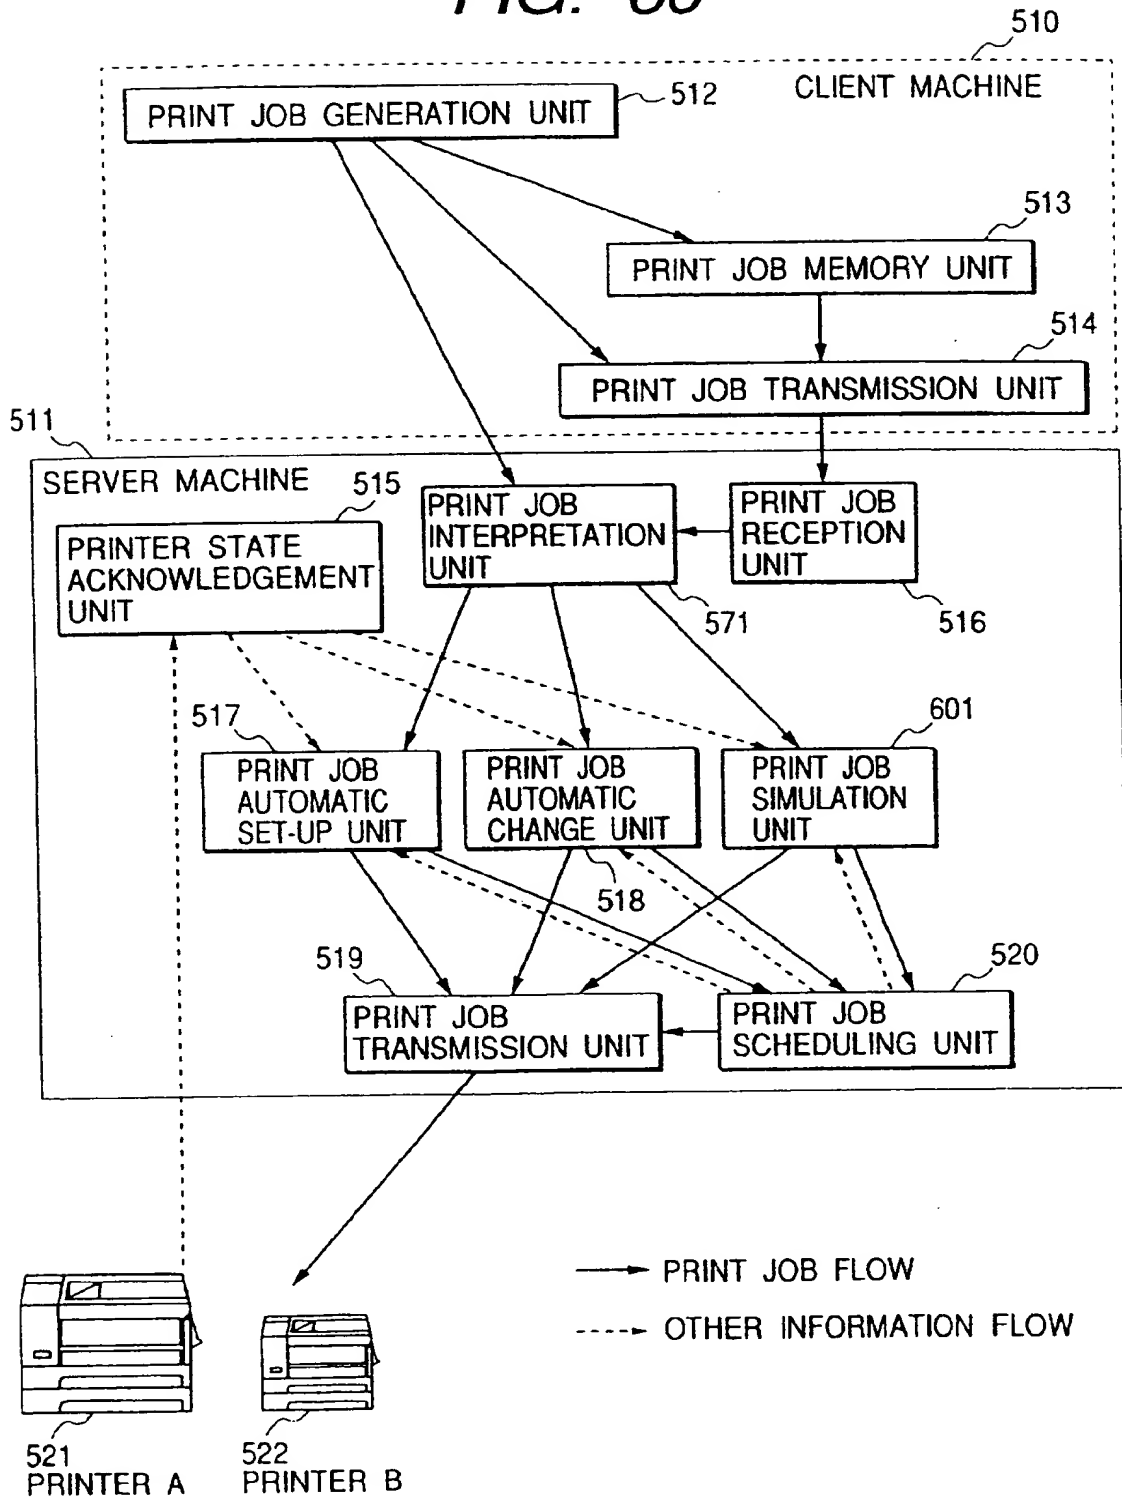 FIG.
510
CLIENT MACHINE
PRINT JOB GENERATION UNIT
512
513
PRINT JOB MEMORY UNIT
514
PRINT JOB TRANSMISSION UNIT
511
SERVER MACHINE
515
PRINTER STATE
ACKNOWLEDGEMENT
UNIT
PRINT JOB
INTERPRETATION
UNIT
571
PRINT JOB
RECEPTION
UNIT
516
517
PRINT JOB
AUTOMATIC
SET-UP UNIT
PRINT JOB
AUTOMATIC
CHANGE UNIT
518
601
PRINT JOB
SIMULATION
UNIT
519
PRINT JOB
TRANSMISSION UNIT
520
PRINT JOB
SCHEDULING UNIT
PRINT JOB FLOW
OTHER INFORMATION FLOW
521
PRINTER A
522
PRINTER B